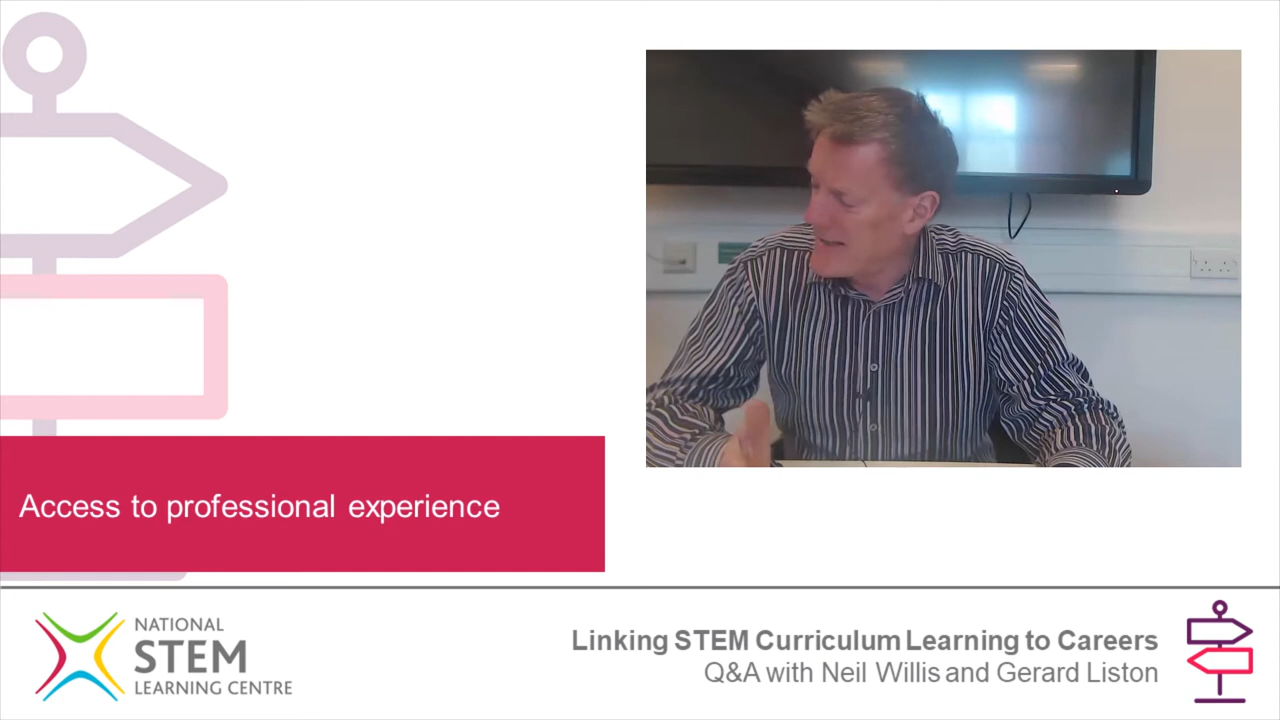 Access to professional experience
NATIONAL
STEM
LEARNING CENTRE
Linking STEM Curriculum Learning to Careers
Q&A with Neil Willis and Gerard Liston